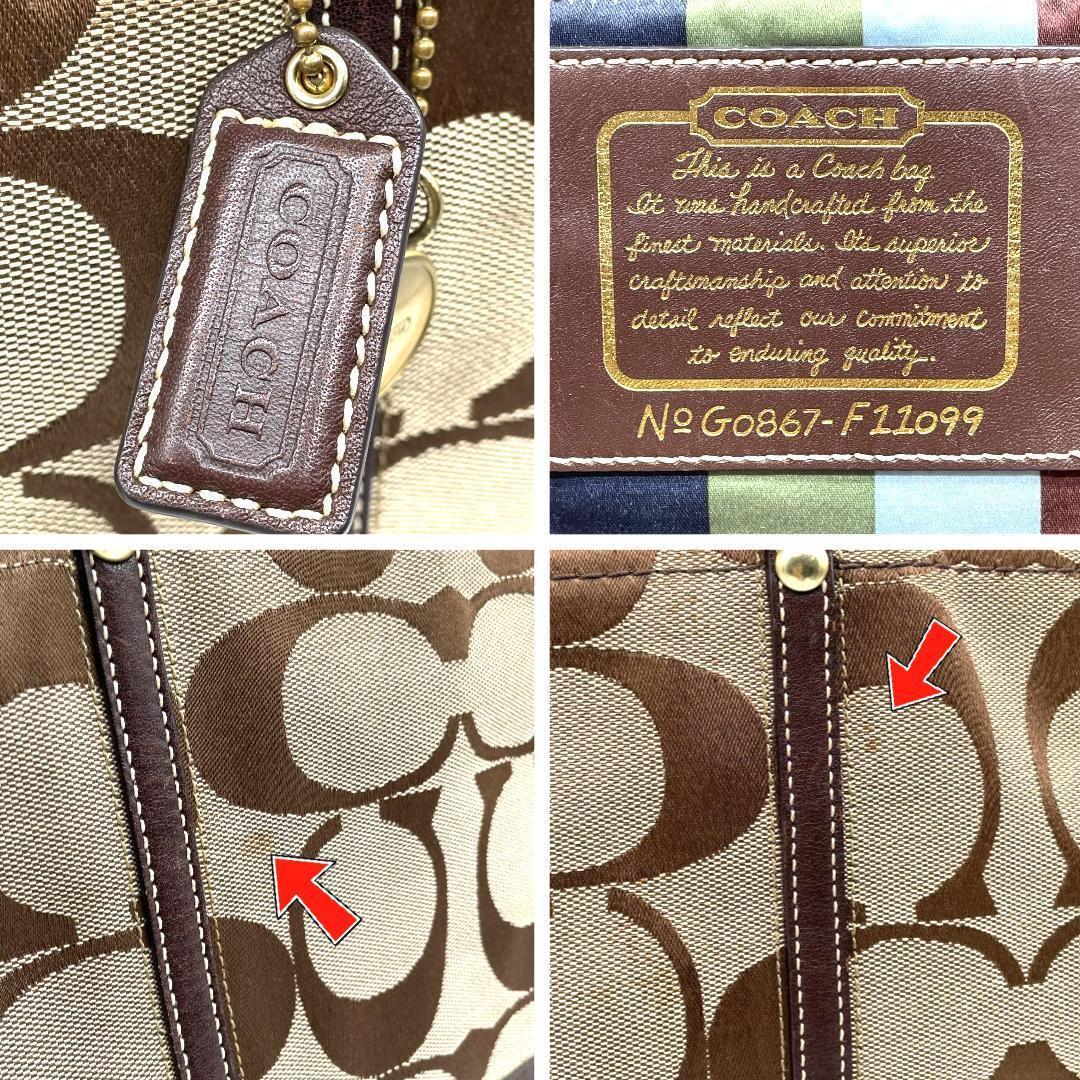 COACH
COACH
This is a Coach bag.
It was handcrafted from the
finest materials. Its superior
craftsmanship and attention to
detail reflect our commitment
to enduring quality.
No G0867-F11099